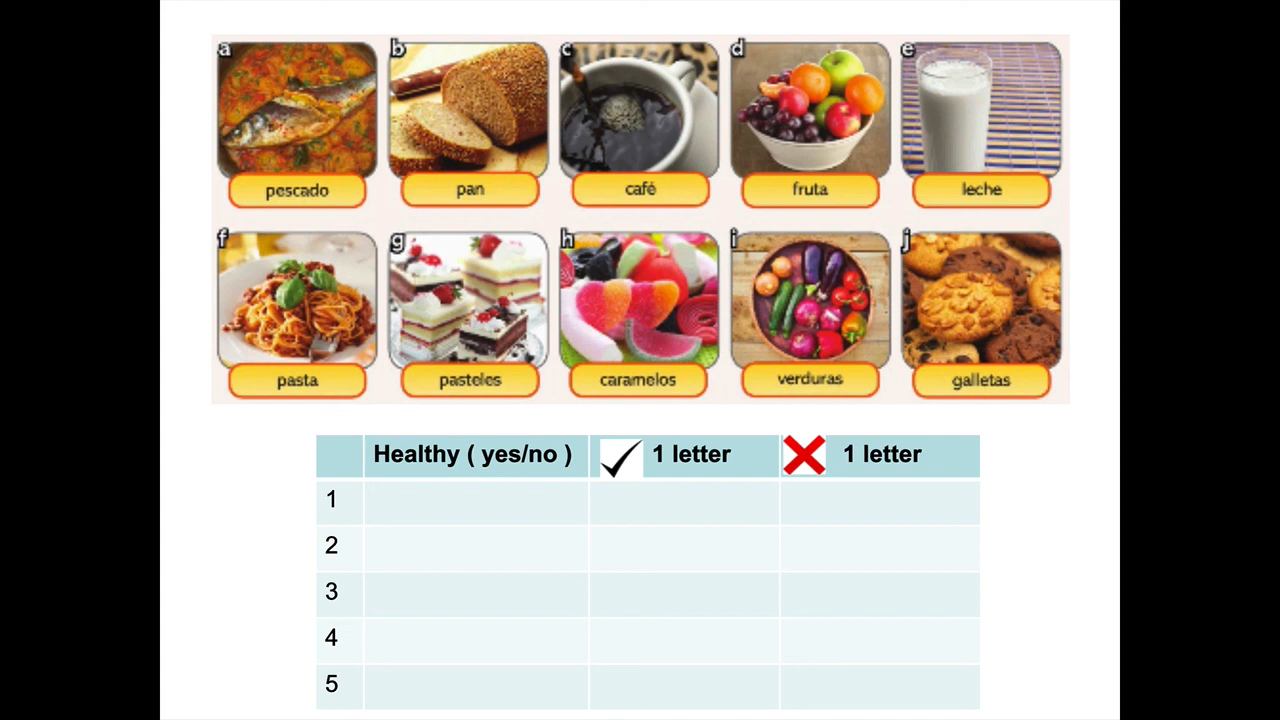 a b c d e
pescado pan café fruta leche
f g h i j
pasta pasteles caramelos verduras galletas
Healthy ( yes/no ) 1 letter 1 letter
1
2
3
4
5